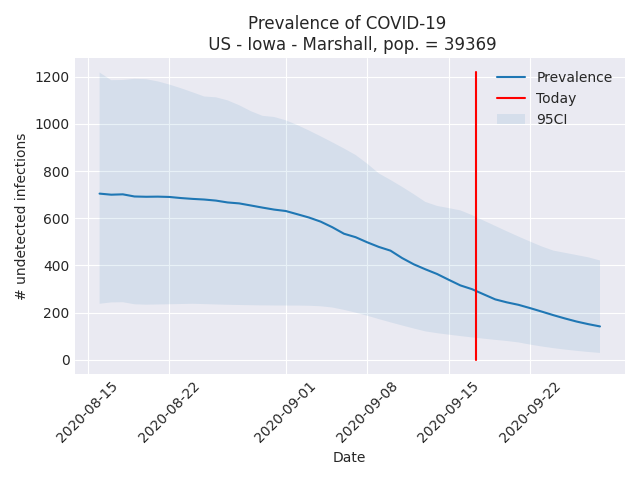 Prevalence of COVID-19
US - Iowa - Marshall, pop. = 39369
Prevalence
Today
95CI
1200
1000
800
600
400
200
0
# undetected infections
2020-08-15
2020-08-22
2020-09-01
2020-09-08
2020-09-15
2020-09-22
Date